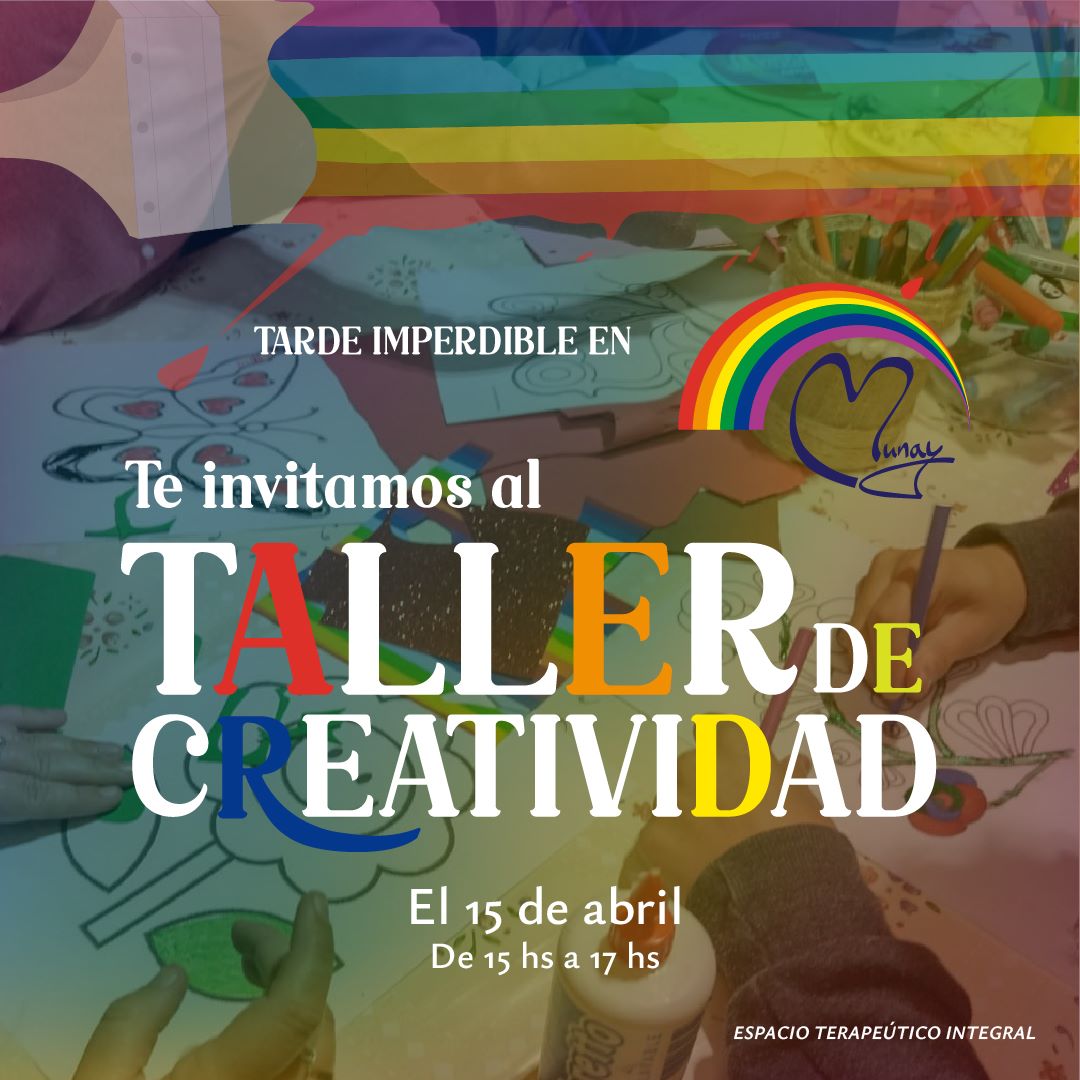 TARDE IMPERDIBLE EN
Munay
Te invitamos al
TALLER DE
CREATIVIDAD
El 15 de abril
De 15 hs a 17 hs
ESPACIO TERAPEÚTICO INTEGRAL